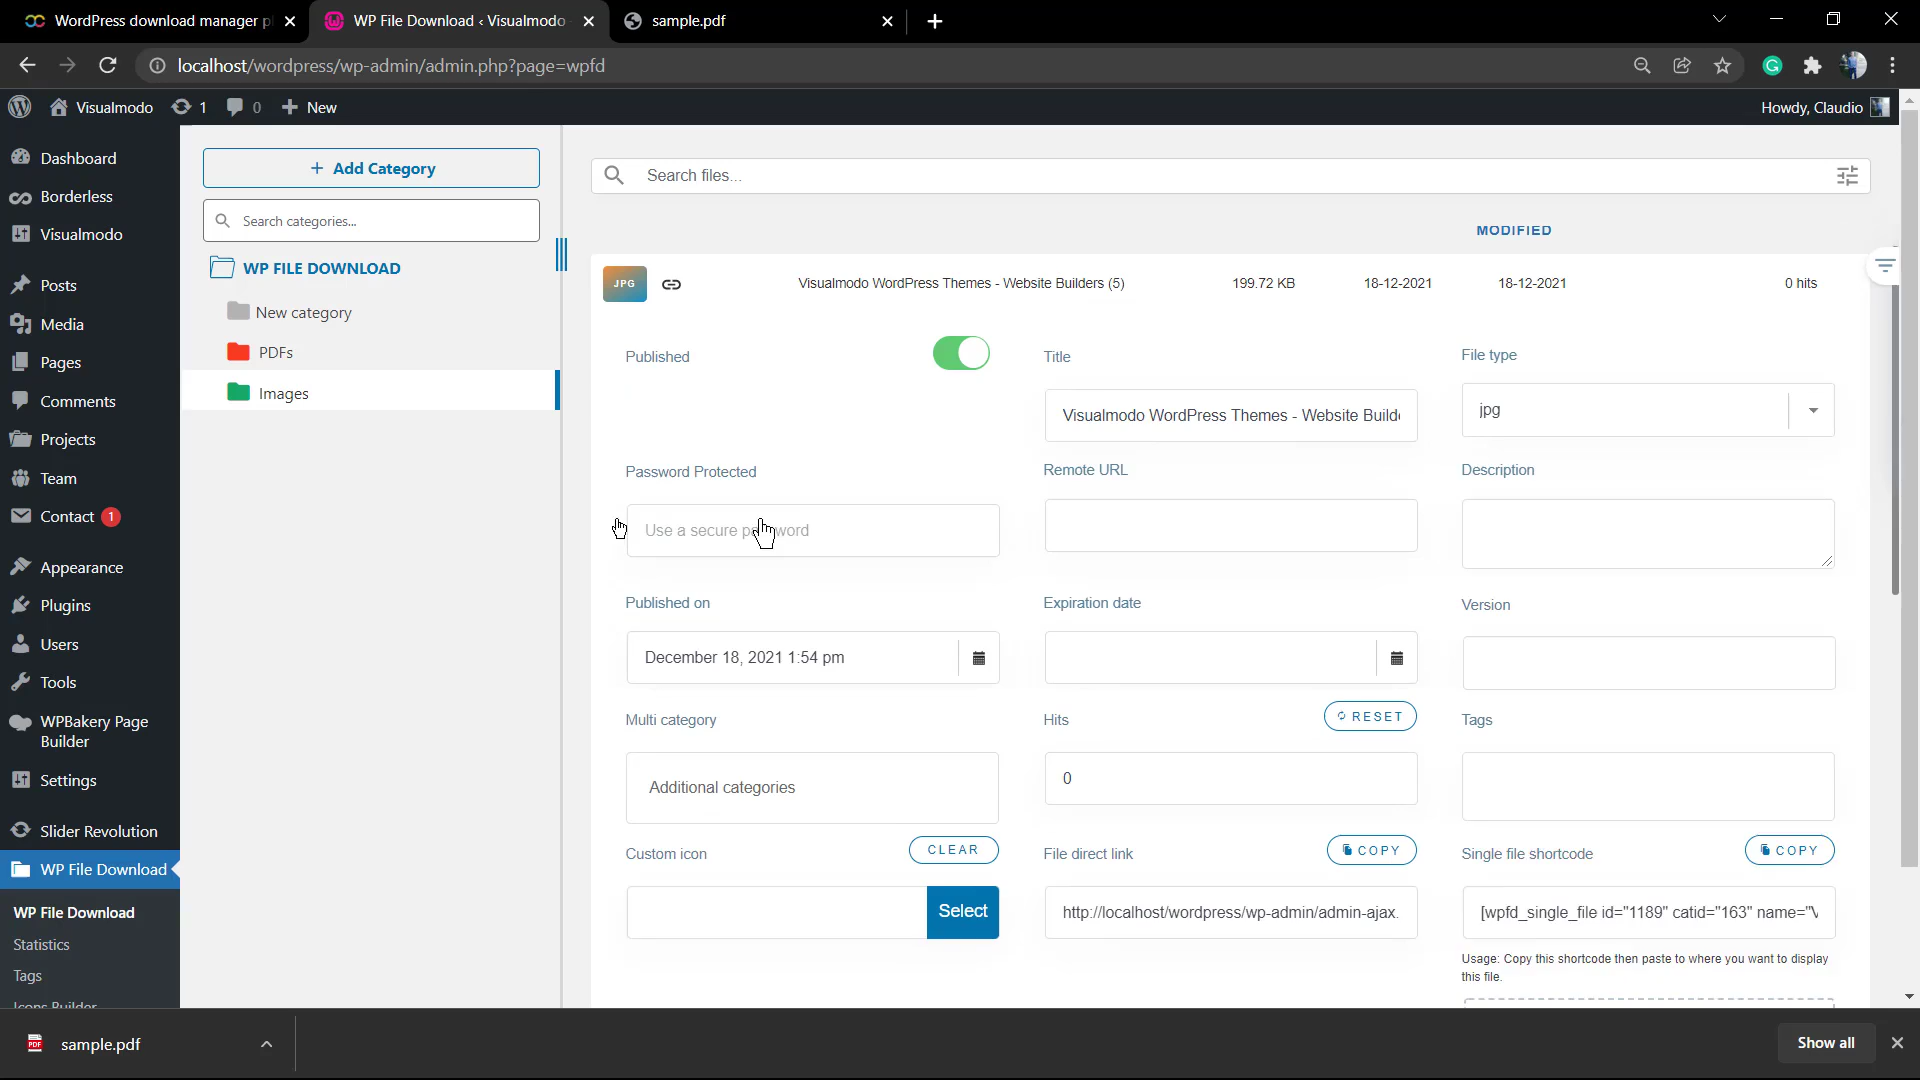 WordPress download manager p
WP File Download ‹ Visualmodo
sample.pdf
localhost/wordpress/wp-admin/admin.php?page=wpfd
Visualmodo
1
0
New
Howdy, Claudio
Dashboard
Borderless
Visualmodo
Posts
Media
Pages
Comments
Projects
Team
Contact 1
Appearance
Plugins
Users
Tools
WPBakery Page
Builder
Settings
Slider Revolution
WP File Download
WP File Download
Statistics
Tags
Icons Builder
+ Add Category
Search categories...
WP FILE DOWNLOAD
New category
PDFs
Images
Search files...
MODIFIED
JPG
Visualmodo WordPress Themes - Website Builders (5)
199.72 KB
18-12-2021
18-12-2021
0 hits
Published
Title
File type
Visualmodo WordPress Themes - Website Builde
jpg
Password Protected
Remote URL
Description
Use a secure password
Published on
Expiration date
Version
December 18, 2021 1:54 pm
Multi category
Hits
RESET
Tags
Additional categories
0
Custom icon
CLEAR
File direct link
COPY
Single file shortcode
COPY
Select
http://localhost/wordpress/wp-admin/admin-ajax.
[wpfd_single_file id="1189" catid="163" name="V
Usage: Copy this shortcode then paste to where you want to display
this file.
PDF
sample.pdf
Show all